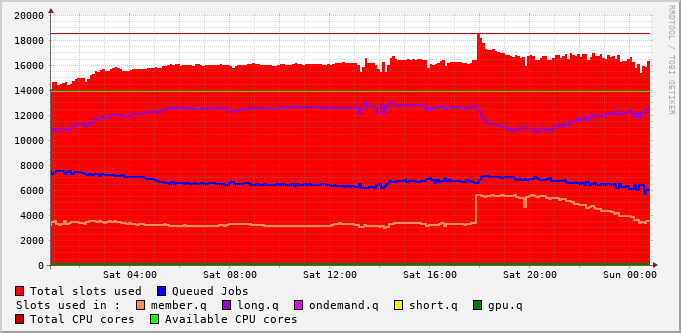 RRDTOOL / TOBI OETIKER
20000
18000
16000
14000
12000
10000
8000
6000
4000
2000
0
Sat 04:00 Sat 08:00 Sat 12:00 Sat 16:00 Sat 20:00 Sun 00:00
Total slots used Queued Jobs
Slots used in : member.q long.q ondemand.q short.q gpu.q
Total CPU cores Available CPU cores